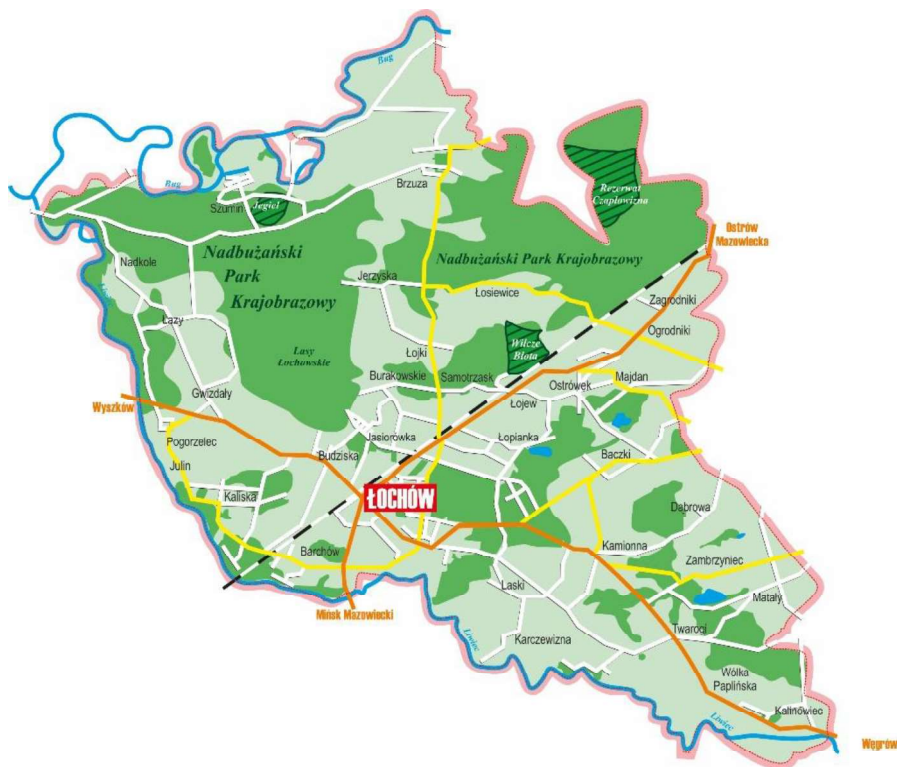 Bug
Bug
Brzuza
Rezerwat
Czaplowizna
Jegiel
Szumin
Ostrów
Mazowiecka
Nadbużański
Park
Krajobrazowy
Nadbużański Park Krajobrazowy
Nadkole
Jerzyska
Łosiewice
Zagrodniki
Łazy
Ogrodniki
Łojki
Wilcze
Błota
Lasy
Łochowskie
Burakowskie
Samotrzask
Ostrówek
Majdan
Gwizdały
Wyszków
Łojew
Pogorzelec
Jasiorówka
Łopianka
Budziska
Baczki
Julin
Kaliska
ŁOCHÓW
Dąbrowa
Barchów
Kamionna
Zambrzyniec
Laski
Matały
Mińsk Mazowiecki
Twarogi
Liwiec
Karczewizna
Wólka
Paplińska
Kalinowiec
Liwiec
Węgrów